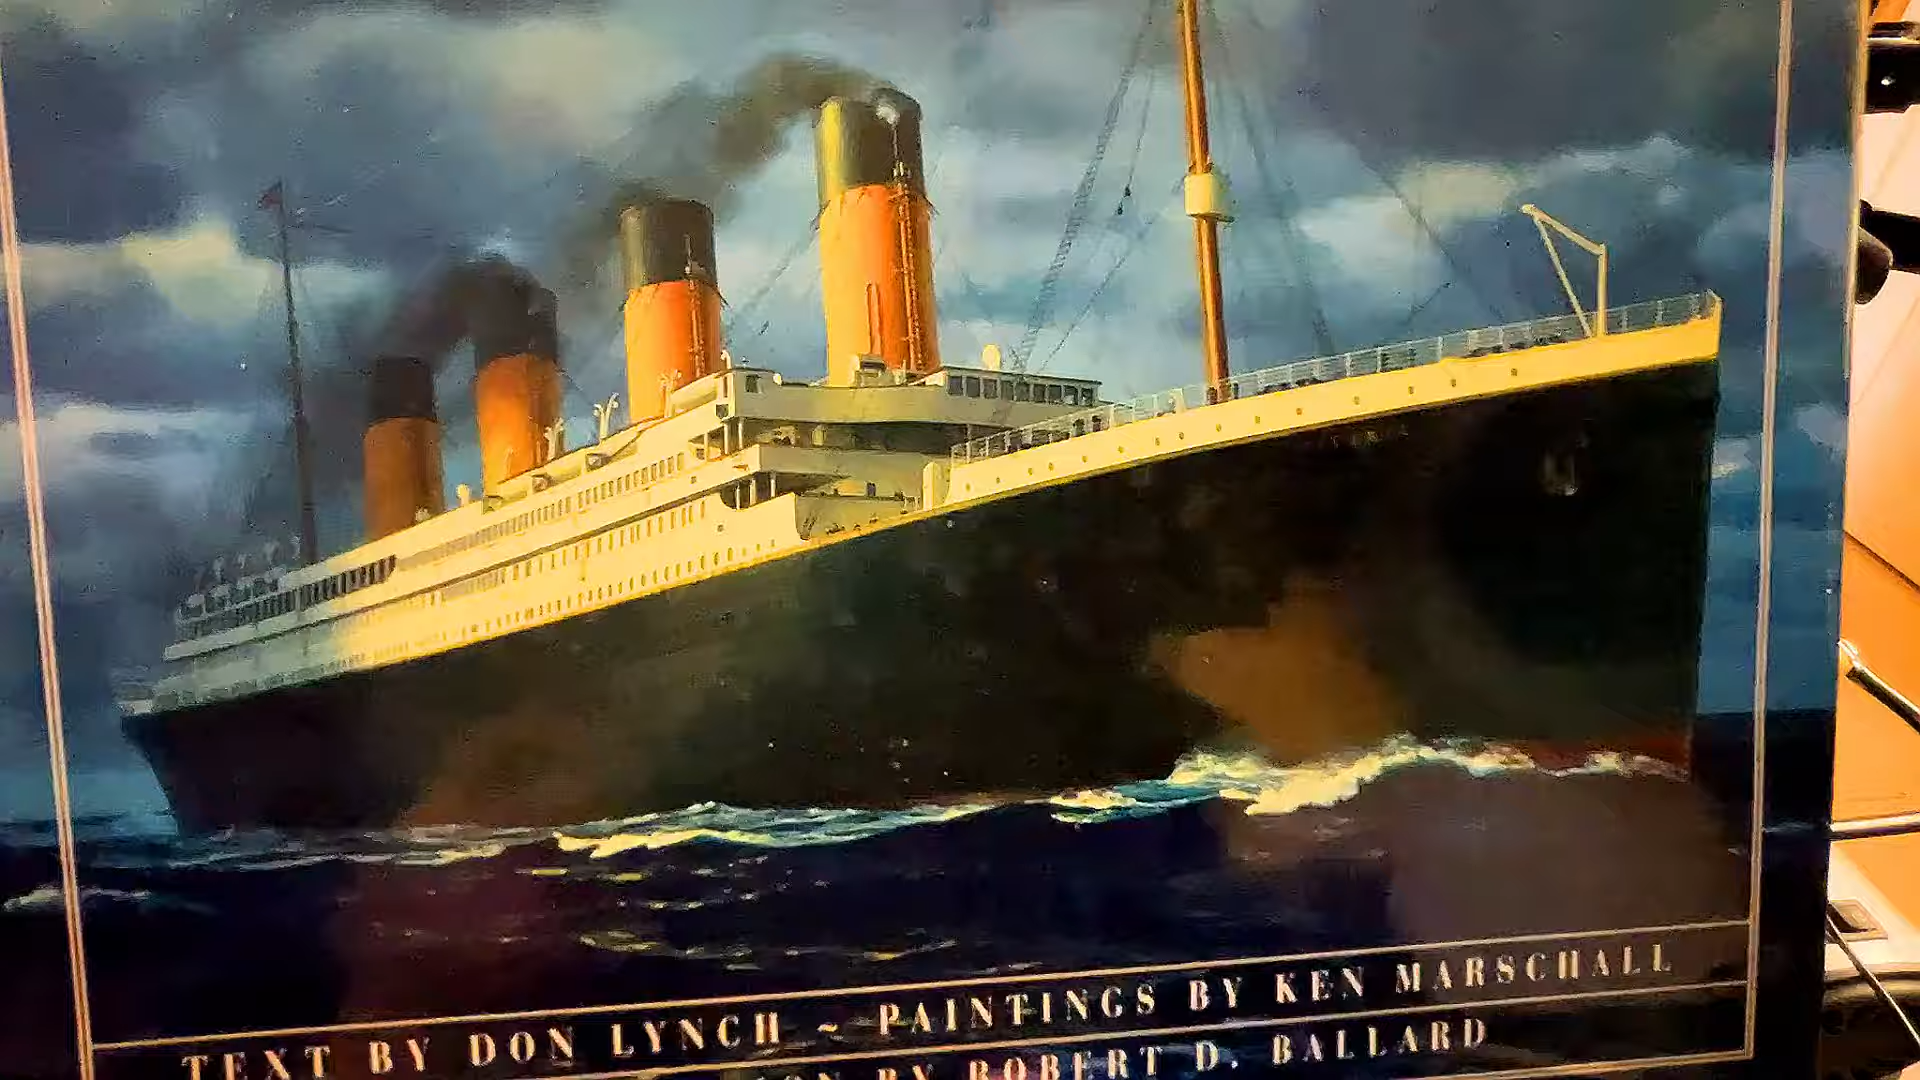 TEXT BY DON LYNCH ~ PAINTINGS BY KEN MARSCHALL
BY ROBERT D. BALLARD